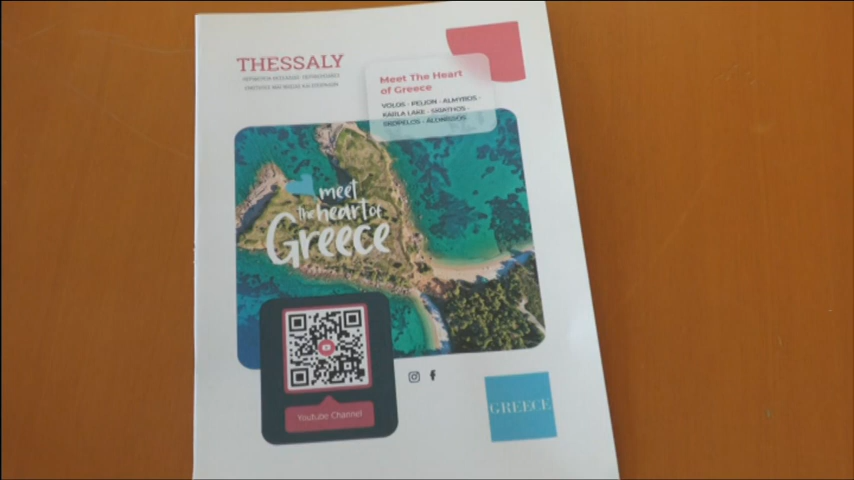 THESSALY
Meet The Heart
of Greece
VOLOS - PELION - ALMYROS -
KARLA LAKE - SKIATHOS -
SKOPELOS - ALONISSOS
meet
the heart of
Greece
Youtube Channel
GREECE